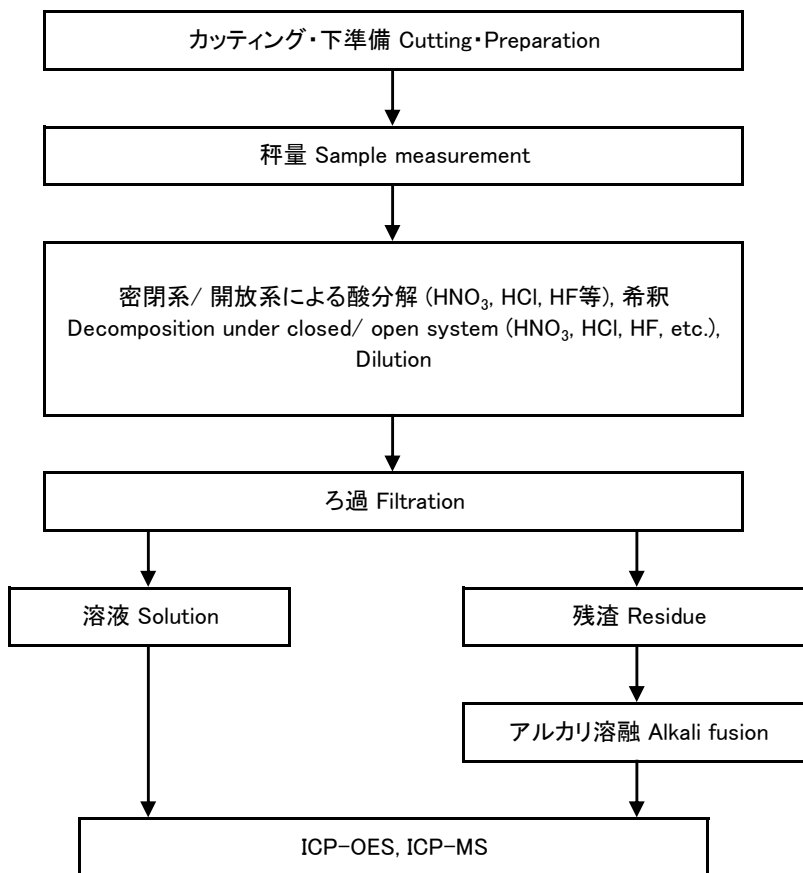 カッティング・下準備 Cutting・Preparation
秤量 Sample measurement
密閉系/ 開放系による酸分解 (HNO₃, HCl, HF等), 希釈
Decomposition under closed/ open system (HNO₃, HCl, HF, etc.),
Dilution
ろ過 Filtration
溶液 Solution
残渣 Residue
アルカリ溶融 Alkali fusion
ICP-OES, ICP-MS